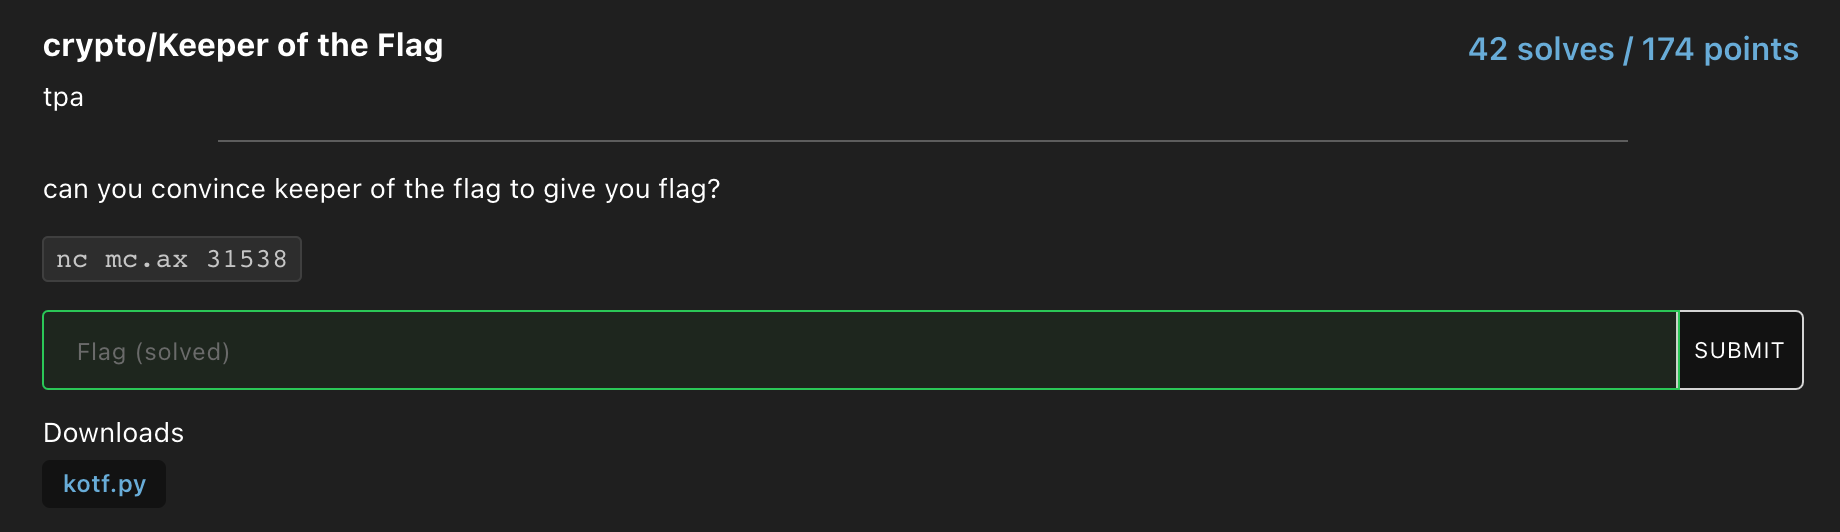 crypto/Keeper of the Flag
42 solves / 174 points
tpa
can you convince keeper of the flag to give you flag?
nc mc.ax 31538
Flag (solved)
SUBMIT
Downloads
kotf.py